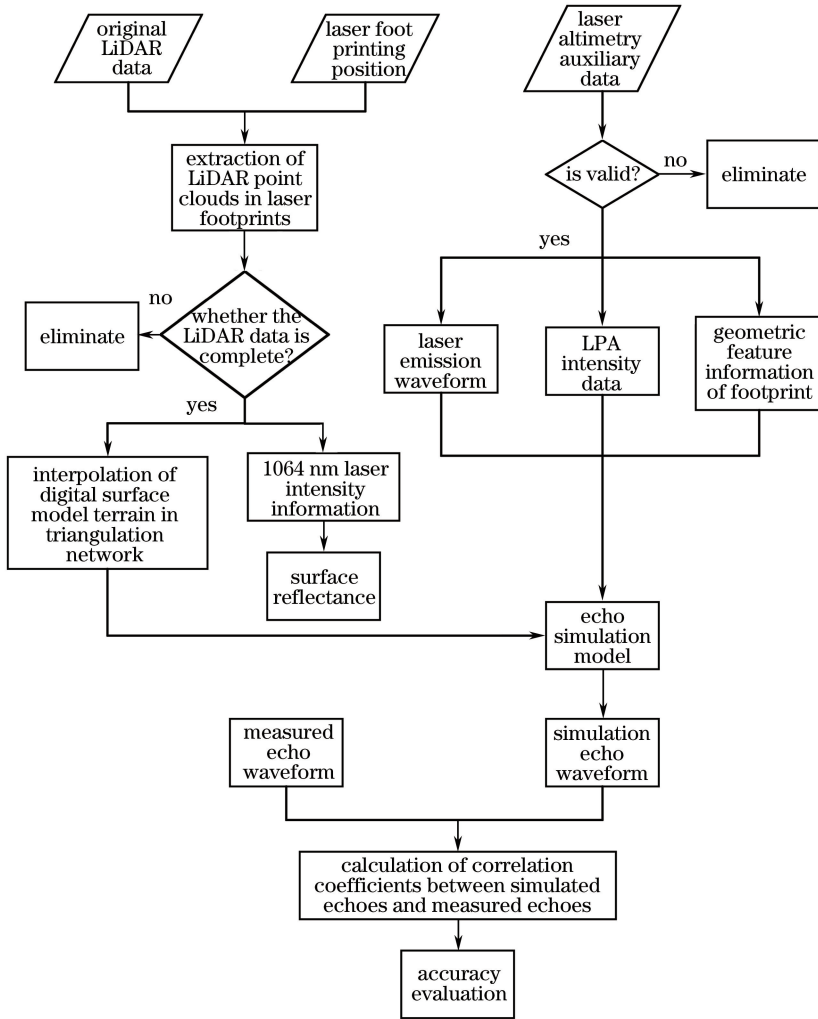 original
LiDAR
data
laser foot
printing
position
laser
altimetry
auxiliary
data
extraction of
LiDAR point
clouds in laser
footprints
is valid?
no
eliminate
yes
no
whether the
LiDAR data is
complete?
eliminate
yes
laser
emission
waveform
LPA
intensity
data
geometric
feature
information
of footprint
interpolation of
digital surface
model terrain in
triangulation
network
1064 nm laser
intensity
information
surface
reflectance
echo
simulation
model
measured
echo
waveform
simulation
echo
waveform
calculation of correlation
coefficients between simulated
echoes and measured echoes
accuracy
evaluation